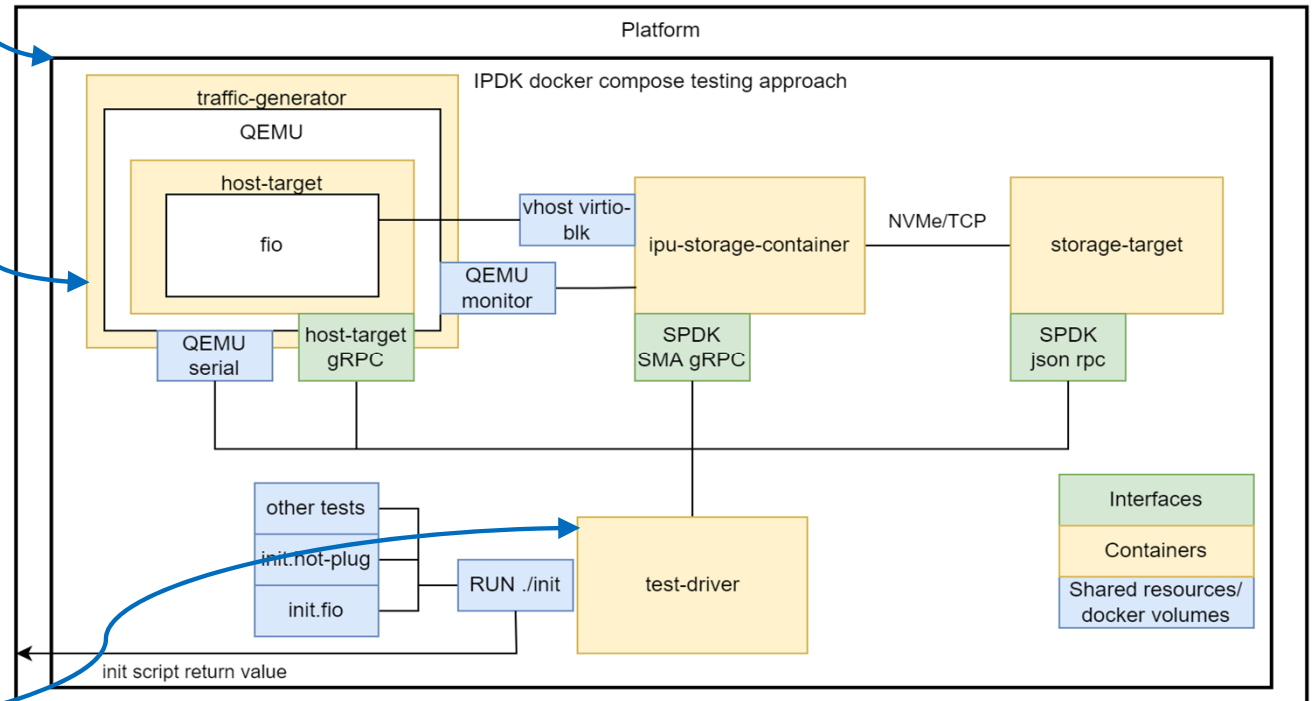 Platform
IPDK docker compose testing approach
traffic-generator
QEMU
host-target
fio
vhost virtio-
blk
QEMU
monitor
ipu-storage-container
NVMe/TCP
storage-target
QEMU
serial
host-target
gRPC
SPDK
SMA gRPC
SPDK
json rpc
other tests
init.hot-plug
init.fio
RUN ./init
test-driver
Interfaces
Containers
Shared resources/
docker volumes
init script return value